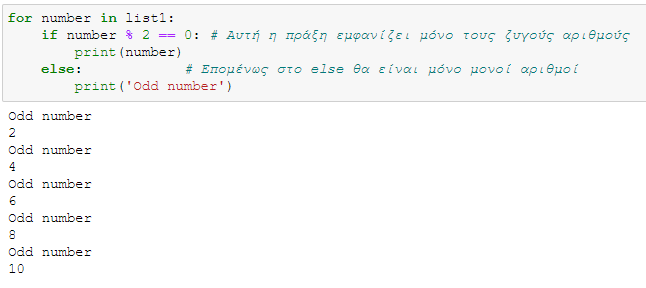 for number in list1:
    if number % 2 == 0: # Αυτή η πράξη εμφανίζει μόνο τους ζυγούς αριθμούς
        print(number)
    else:             # Επομένως στο else θα είναι μόνο μονοί αριθμοί
        print('Odd number')
Odd number
2
Odd number
4
Odd number
6
Odd number
8
Odd number
10